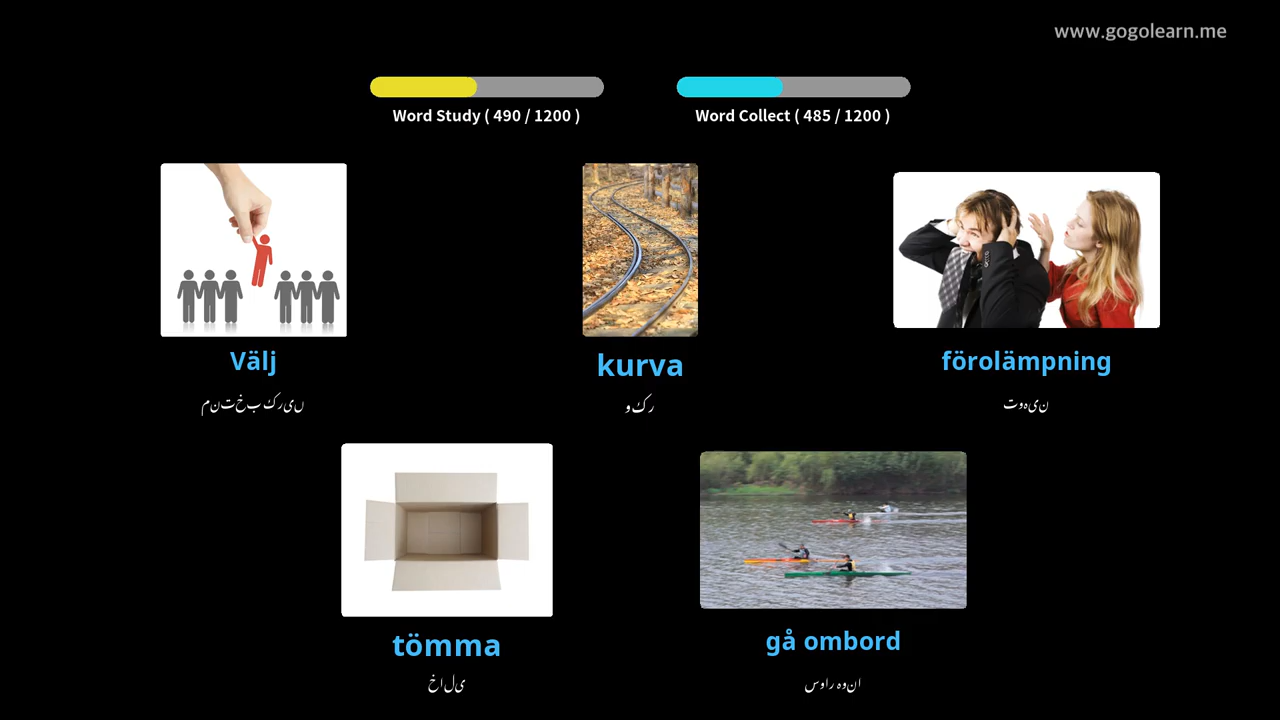 www.gogolearn.me
Word Study ( 490 / 1200 )
Word Collect ( 485 / 1200 )
Välj
منتخب کریں
kurva
وکر
förolämpning
توہین
tömma
خالی
gå ombord
سوار ہونا